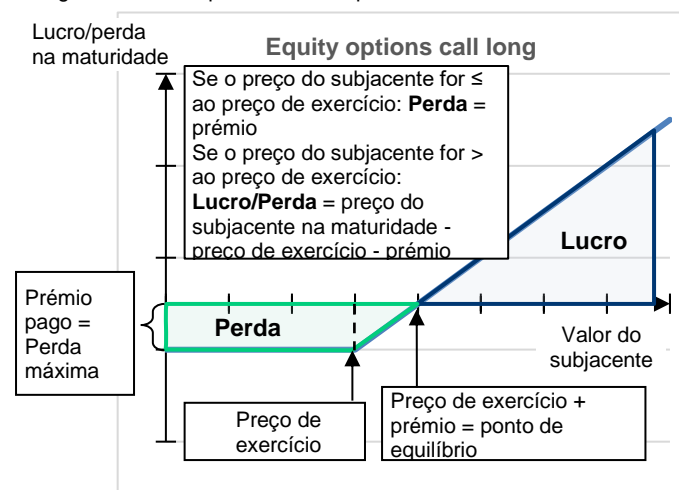 Lucro/perda
na maturidade
Equity options call long
Se o preço do subjacente for ≤
ao preço de exercício: Perda =
prémio
Se o preço do subjacente for >
ao preço de exercício:
Lucro/Perda = preço do
subjacente na maturidade -
preço de exercício - prémio
Lucro
Prémio
pago =
Perda
máxima
Perda
Valor do
subjacente
Preço de
exercício
Preço de exercício +
prémio = ponto de
equilíbrio